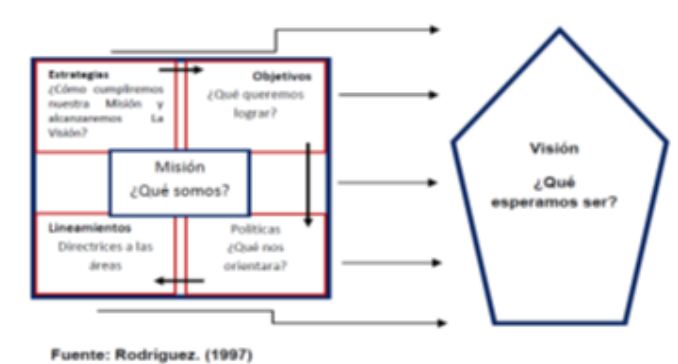 Estrategias
¿Cómo cumpliremos
nuestra Misión y
alcanzaremos La
Visión?
Objetivos
¿Qué queremos
lograr?
Misión
¿Qué somos?
Lineamientos
Directrices a las
áreas
Políticas
¿Qué nos
orientara?
Visión
¿Qué
esperamos ser?
Fuente: Rodríguez. (1997)